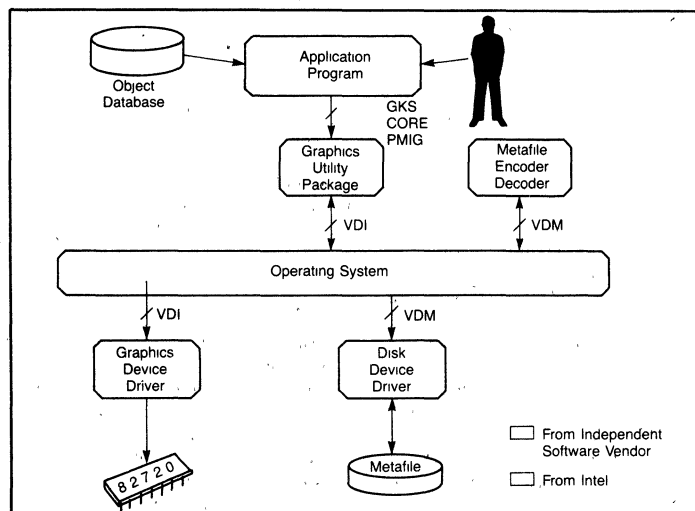 Application
Program
Object
Database
GKS
CORE
PMIG
Graphics
Utility
Package
Metafile
Encoder
Decoder
VDI
VDM
Operating System
VDI
VDM
Graphics
Device
Driver
Disk
Device
Driver
82720
Metafile
From Independent
Software Vendor
From Intel